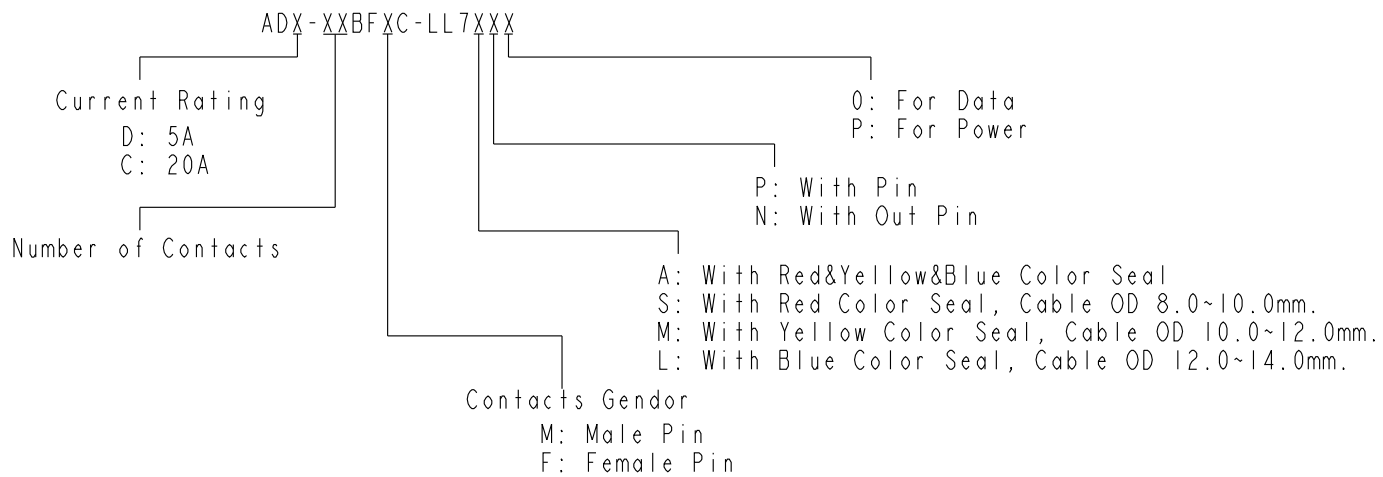 ADX-XXBFXC-LL7XXX
Current Rating
D: 5A
C: 20A
Number of Contacts
0: For Data
P: For Power
P: With Pin
N: With Out Pin
A: With Red&Yellow&Blue Color Seal
S: With Red Color Seal, Cable OD 8.0~10.0mm.
M: With Yellow Color Seal, Cable OD 10.0~12.0mm.
L: With Blue Color Seal, Cable OD 12.0~14.0mm.
Contacts Gendor
M: Male Pin
F: Female Pin